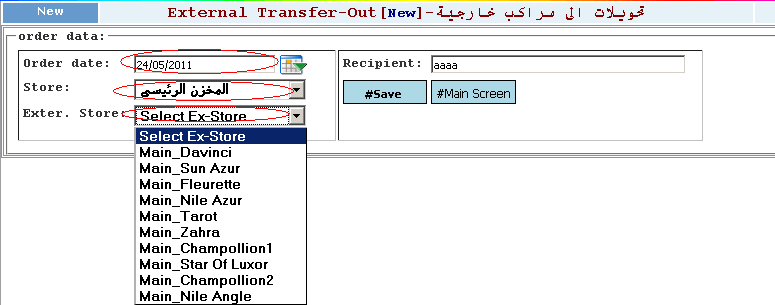 New
External Transfer-Out[New]-تحويلات الى مراكب خارجية
order data:
Order date: 24/05/2011
Recipient: aaaa
Store: المخزن الرئيسى
#Save #Main Screen
Exter. Store: Select Ex-Store
Select Ex-Store
Main_Davinci
Main_Sun Azur
Main_Fleurette
Main_Nile Azur
Main_Tarot
Main_Zahra
Main_Champollion1
Main_Star Of Luxor
Main_Champollion2
Main_Nile Angle